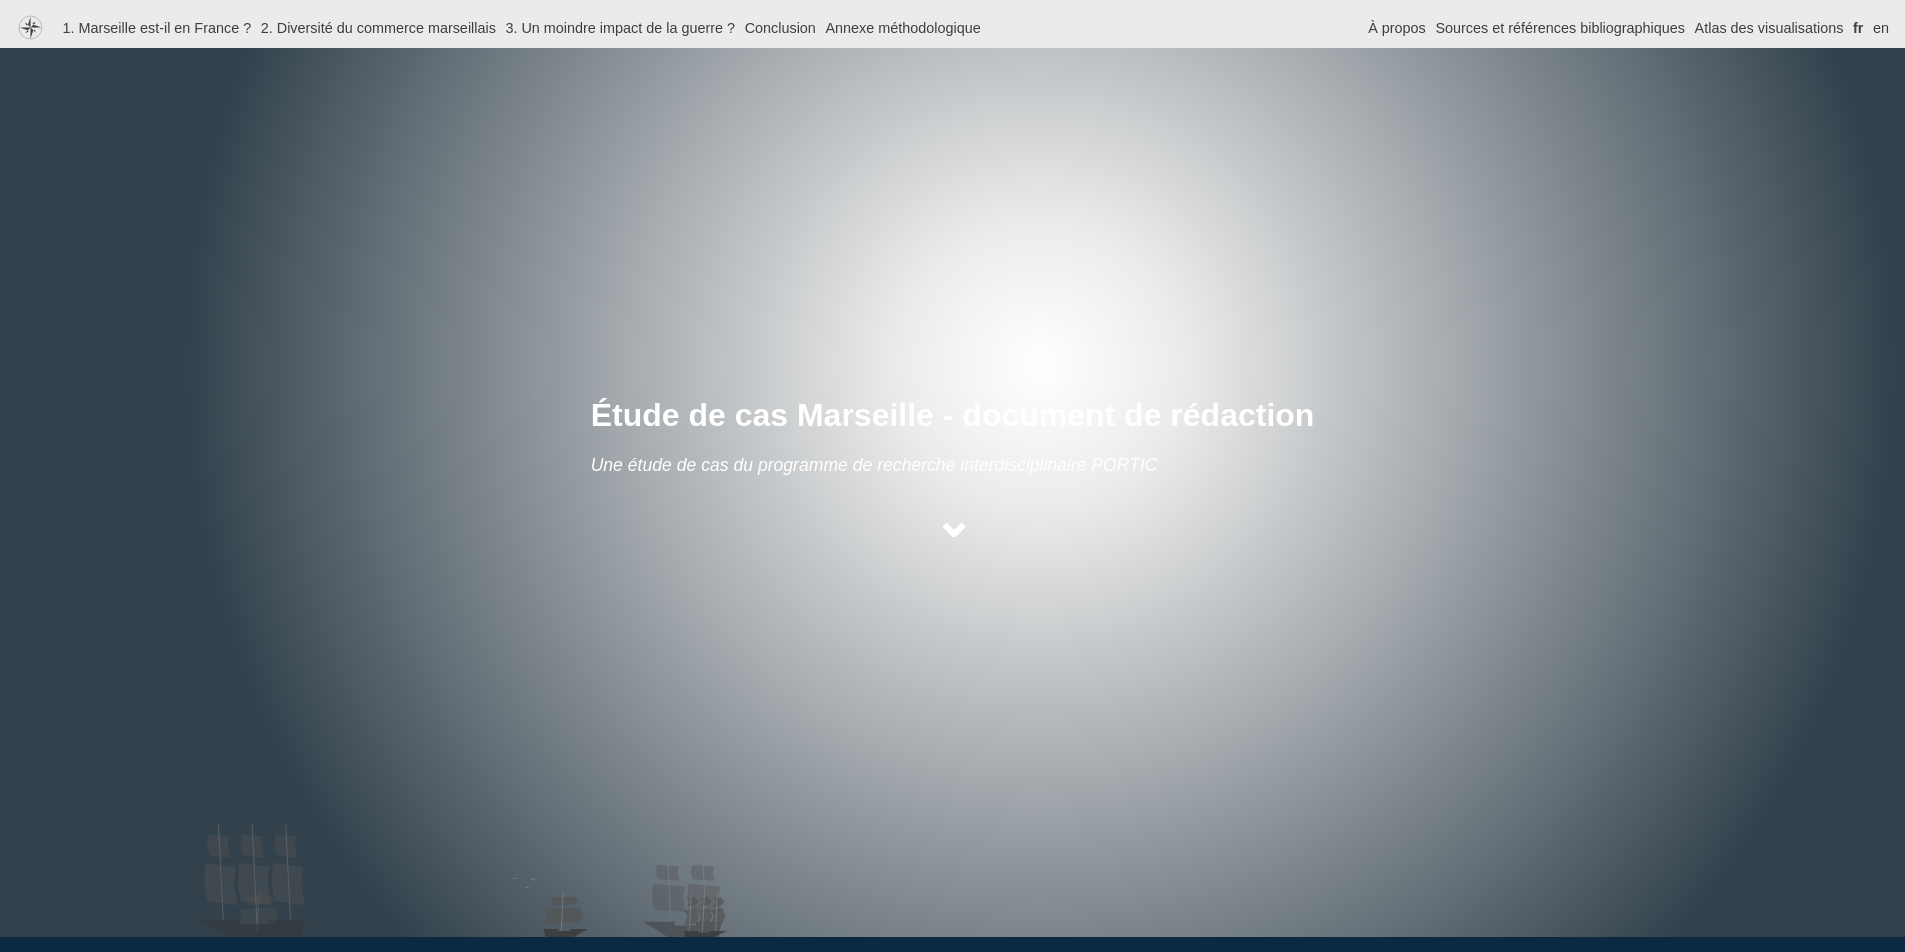 1. Marseille est-il en France ? 2. Diversité du commerce marseillais 3. Un moindre impact de la guerre ? Conclusion Annexe méthodologique À propos Sources et références bibliographiques Atlas des visualisations fr en
Étude de cas Marseille - document de rédaction
Une étude de cas du programme de recherche interdisciplinaire PORTIC